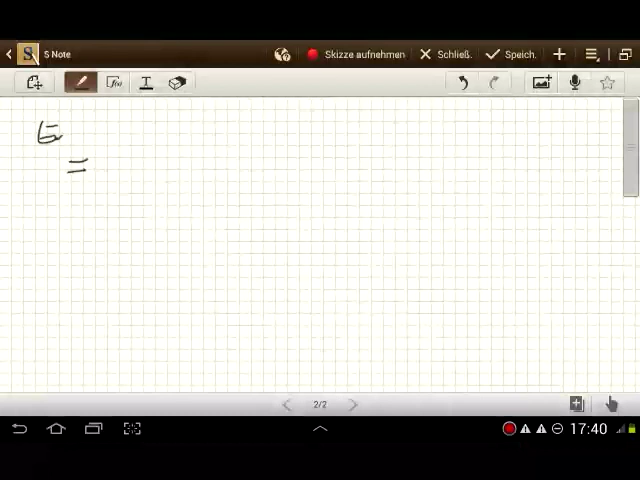 S Note
Skizze aufnehmen
Schließ.
Speich.
f(x)
T
E
=
2/2
17:40